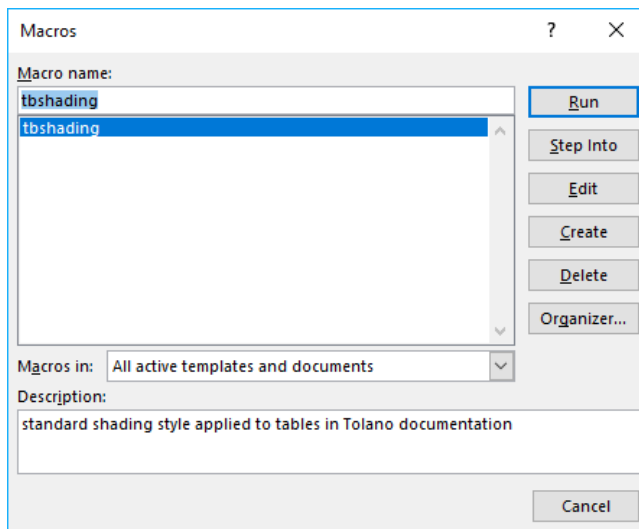 Macros ? ×
Macro name:
tbshading
Run
tbshading
Step Into
Edit
Create
Delete
Organizer...
Macros in: All active templates and documents
Description:
standard shading style applied to tables in Tolano documentation
Cancel